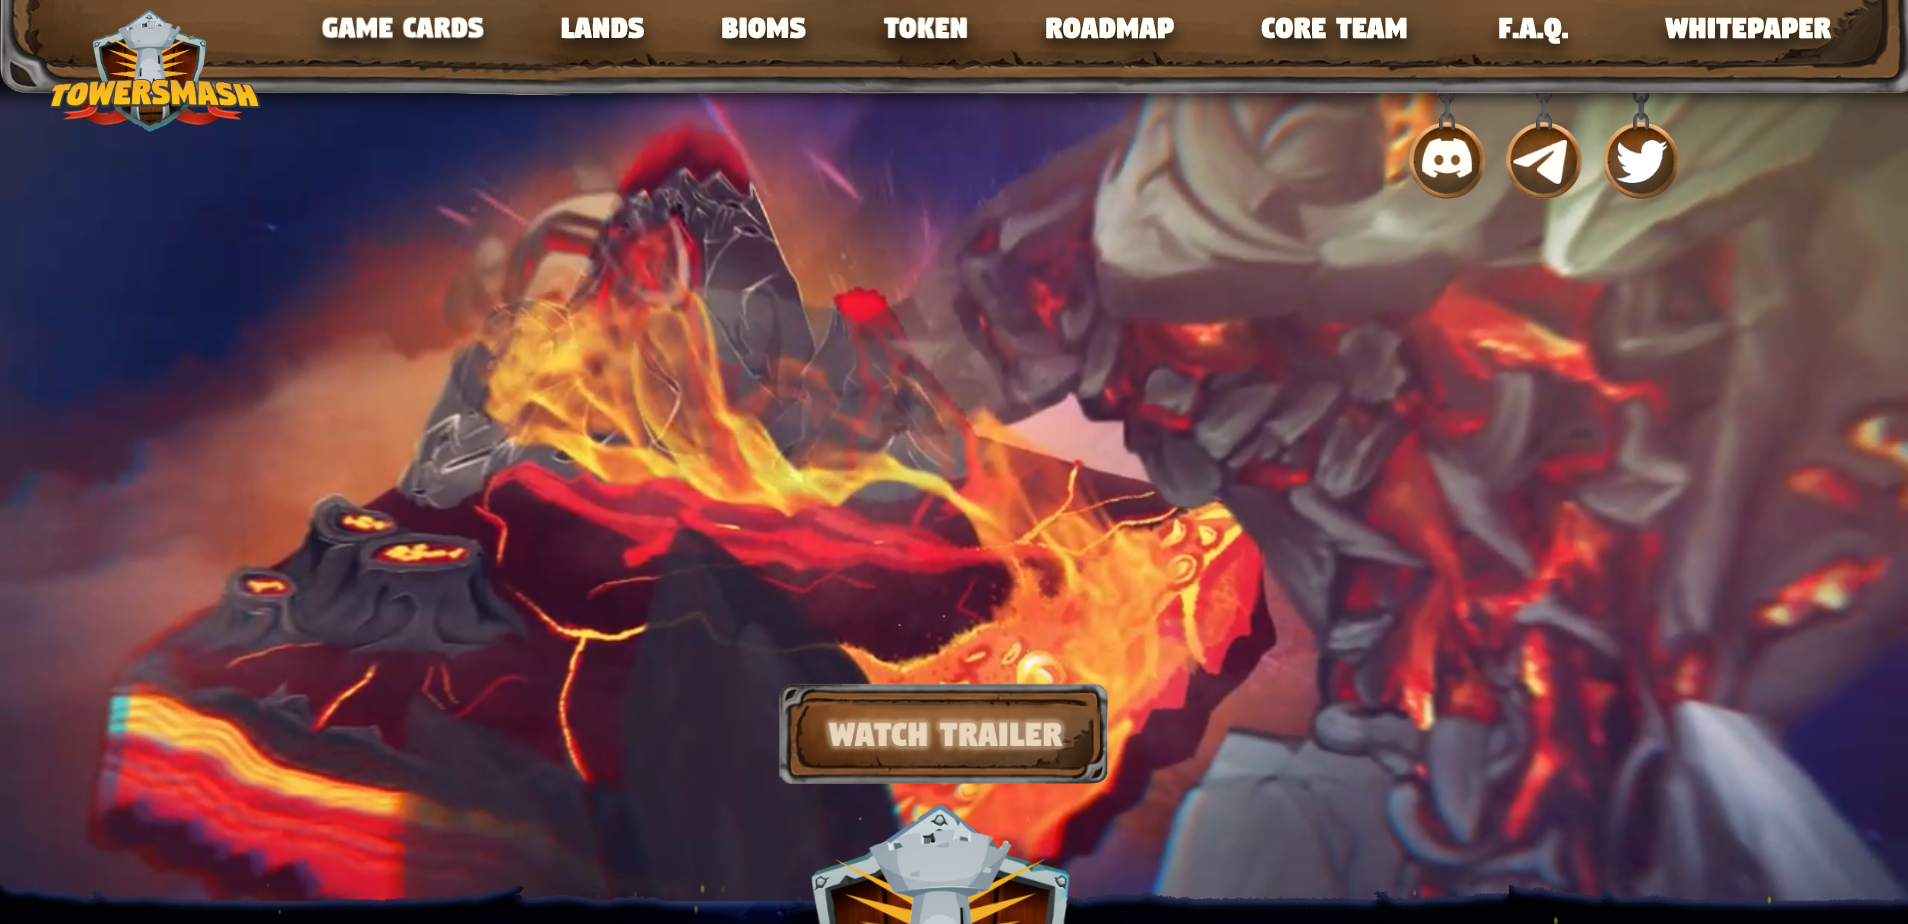 GAME CARDS LANDS BIOMS TOKEN ROADMAP CORE TEAM F.A.Q. WHITEPAPER
TOWERSMASH
WATCH TRAILER